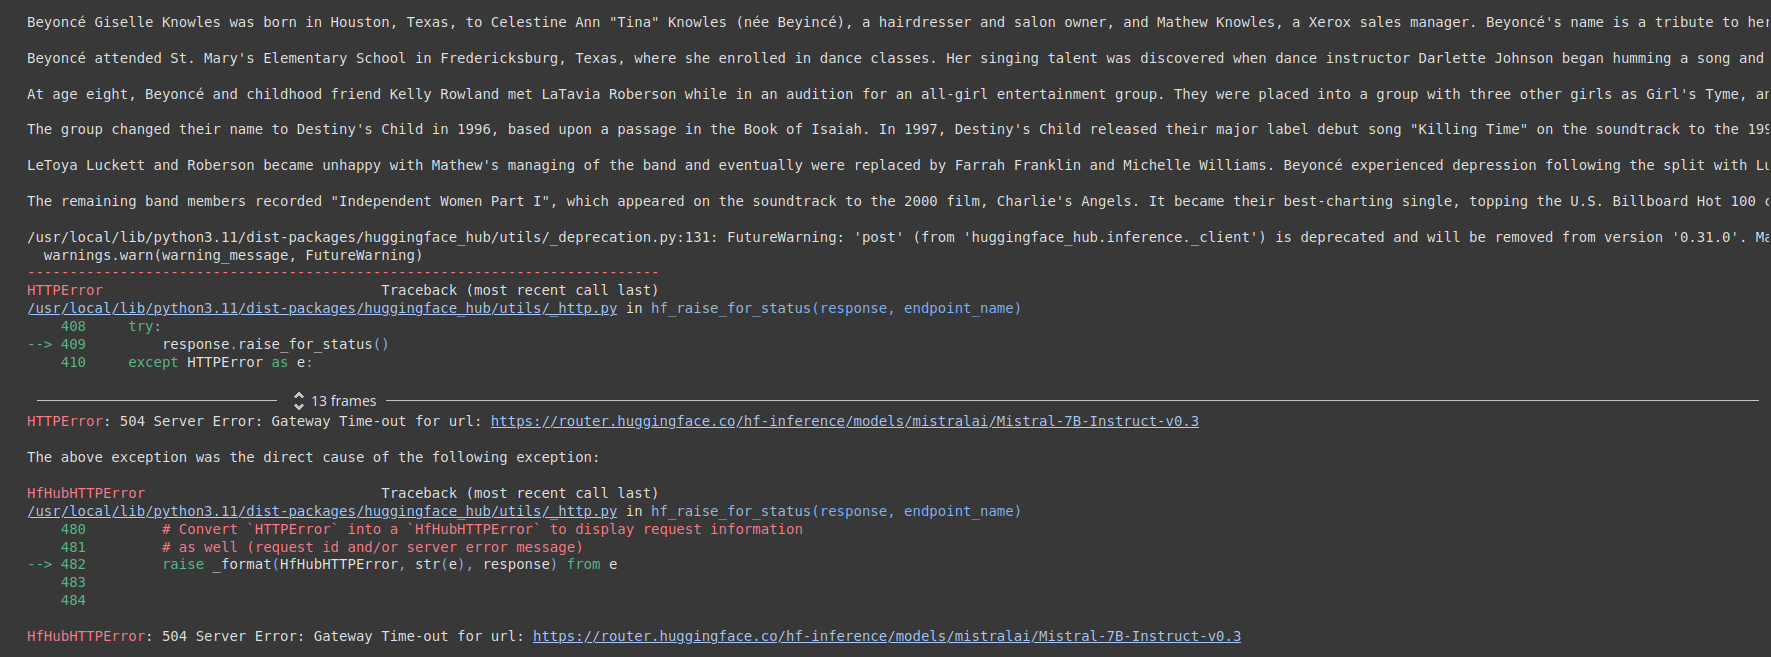 Beyoncé Giselle Knowles was born in Houston, Texas, to Celestine Ann "Tina" Knowles (née Beyincé), a hairdresser and salon owner, and Mathew Knowles, a Xerox sales manager. Beyoncé's name is a tribute to her
Beyoncé attended St. Mary's Elementary School in Fredericksburg, Texas, where she enrolled in dance classes. Her singing talent was discovered when dance instructor Darlette Johnson began humming a song and
At age eight, Beyoncé and childhood friend Kelly Rowland met LaTavia Roberson while in an audition for an all-girl entertainment group. They were placed into a group with three other girls as Girl's Tyme,
The group changed their name to Destiny's Child in 1996, based upon a passage in the Book of Isaiah. In 1997, Destiny's Child released their major label debut song "Killing Time" on the soundtrack to the
LeToya Luckett and Roberson became unhappy with Mathew's managing of the band and eventually were replaced by Farrah Franklin and Michelle Williams. Beyoncé experienced depression following the split with
The remaining band members recorded "Independent Women Part I", which appeared on the soundtrack to the 2000 film, Charlie's Angels. It became their best-charting single, topping the U.S. Billboard Hot 100
/usr/local/lib/python3.11/dist-packages/huggingface_hub/utils/_deprecation.py:131: FutureWarning: 'post' (from 'huggingface_hub.inference._client') is deprecated and will be removed from version '0.31.0'.
  warnings.warn(warning_message, FutureWarning)
---------------------------------------------------------------------------
HTTPError                                 Traceback (most recent call last)
/usr/local/lib/python3.11/dist-packages/huggingface_hub/utils/_http.py in hf_raise_for_status(response, endpoint_name)
    408     try:
--> 409         response.raise_for_status()
    410     except HTTPError as e:
13 frames
HTTPError: 504 Server Error: Gateway Time-out for url: https://router.huggingface.co/hf-inference/models/mistralai/Mistral-7B-Instruct-v0.3
The above exception was the direct cause of the following exception:
HfHubHTTPError                            Traceback (most recent call last)
/usr/local/lib/python3.11/dist-packages/huggingface_hub/utils/_http.py in hf_raise_for_status(response, endpoint_name)
    480         # Convert `HTTPError` into a `HfHubHTTPError` to display request information
    481         # as well (request id and/or server error message)
--> 482         raise _format(HfHubHTTPError, str(e), response) from e
    483
    484
HfHubHTTPError: 504 Server Error: Gateway Time-out for url: https://router.huggingface.co/hf-inference/models/mistralai/Mistral-7B-Instruct-v0.3